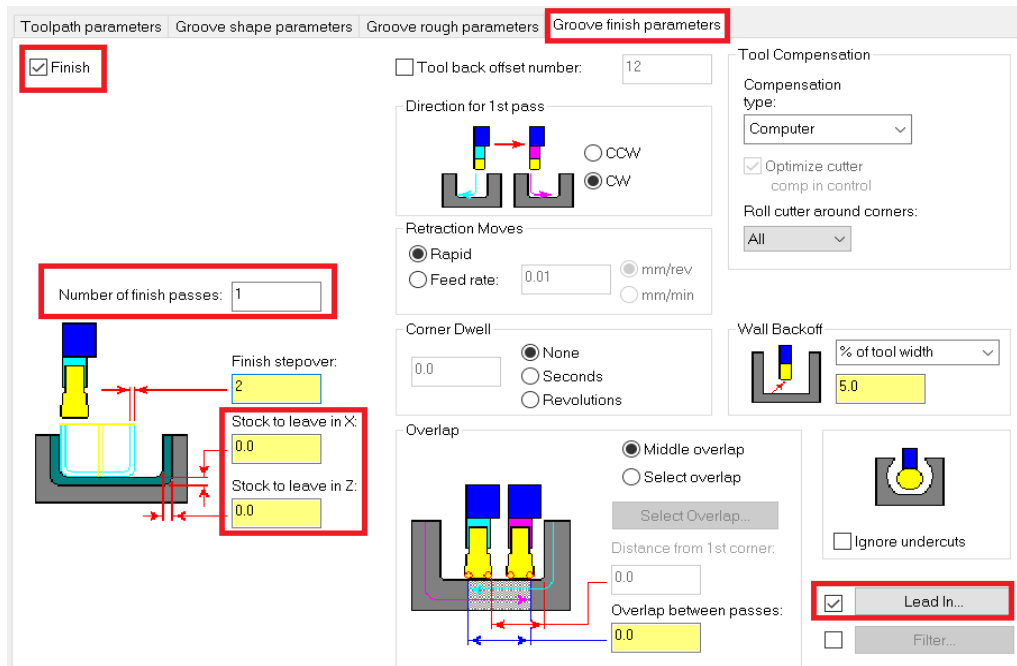 Toolpath parameters Groove shape parameters Groove rough parameters Groove finish parameters
Finish
Number of finish passes: 1
Finish stepover:
2
Stock to leave in X:
0.0
Stock to leave in Z:
0.0
Tool back offset number: 12
Direction for 1st pass
CCW
CW
Retraction Moves
Rapid
Feed rate: 0.01
mm/rev
mm/min
Corner Dwell
0.0
None
Seconds
Revolutions
Overlap
Middle overlap
Select overlap
Select Overlap...
Distance from 1st corner:
0.0
Overlap between passes:
0.0
Tool Compensation
Compensation
type:
Computer
Optimize cutter
comp in control
Roll cutter around corners:
All
Wall Backoff
% of tool width
5.0
Ignore undercuts
Lead In...
Filter...